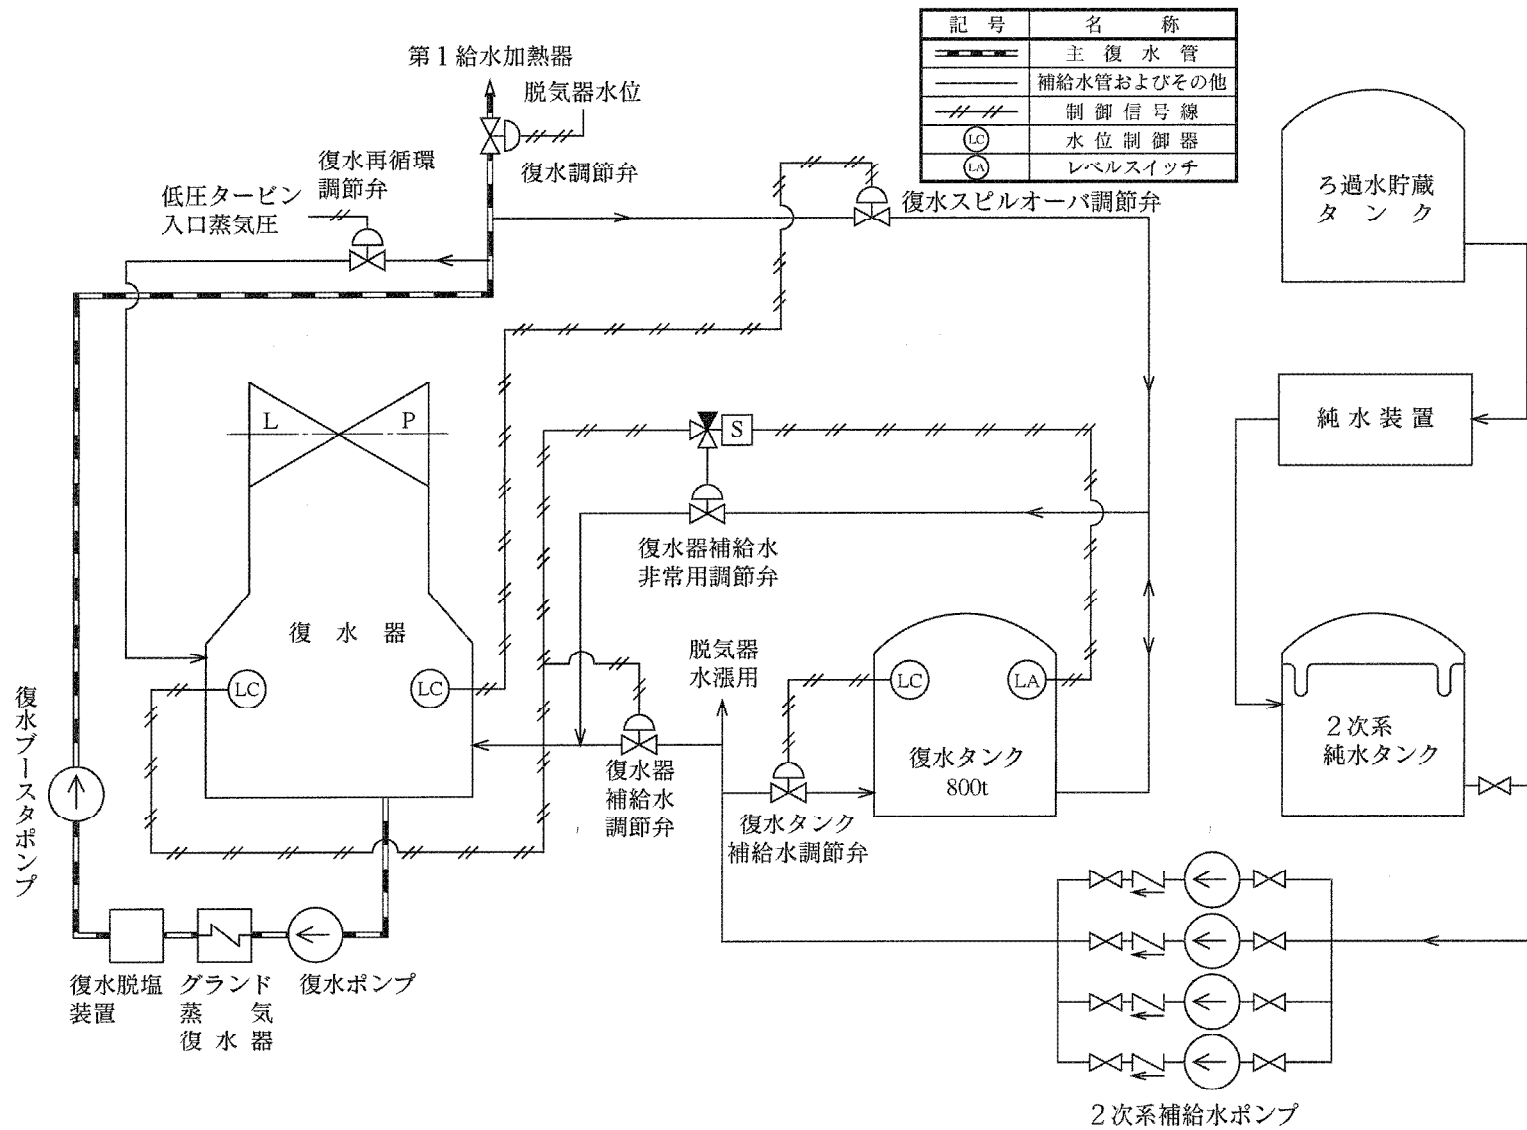 記号 名称
主復水管
補給水管およびその他
制御信号線
LC 水位制御器
LA レベルスイッチ
第1給水加熱器
脱気器水位
復水調節弁
復水再循環
調節弁
低圧タービン
入口蒸気圧
復水スピルオーバ調節弁
ろ過水貯蔵
タンク
純水装置
L P
S
復水器補給水
非常用調節弁
復水器
LC
LC
脱気器
水漲用
LC
LA
復水タンク
800t
2次系
純水タンク
復水器
補給水
調節弁
復水タンク
補給水調節弁
復水ブースタポンプ
復水脱塩
装置
グランド
蒸気
復水器
復水ポンプ
2次系補給水ポンプ